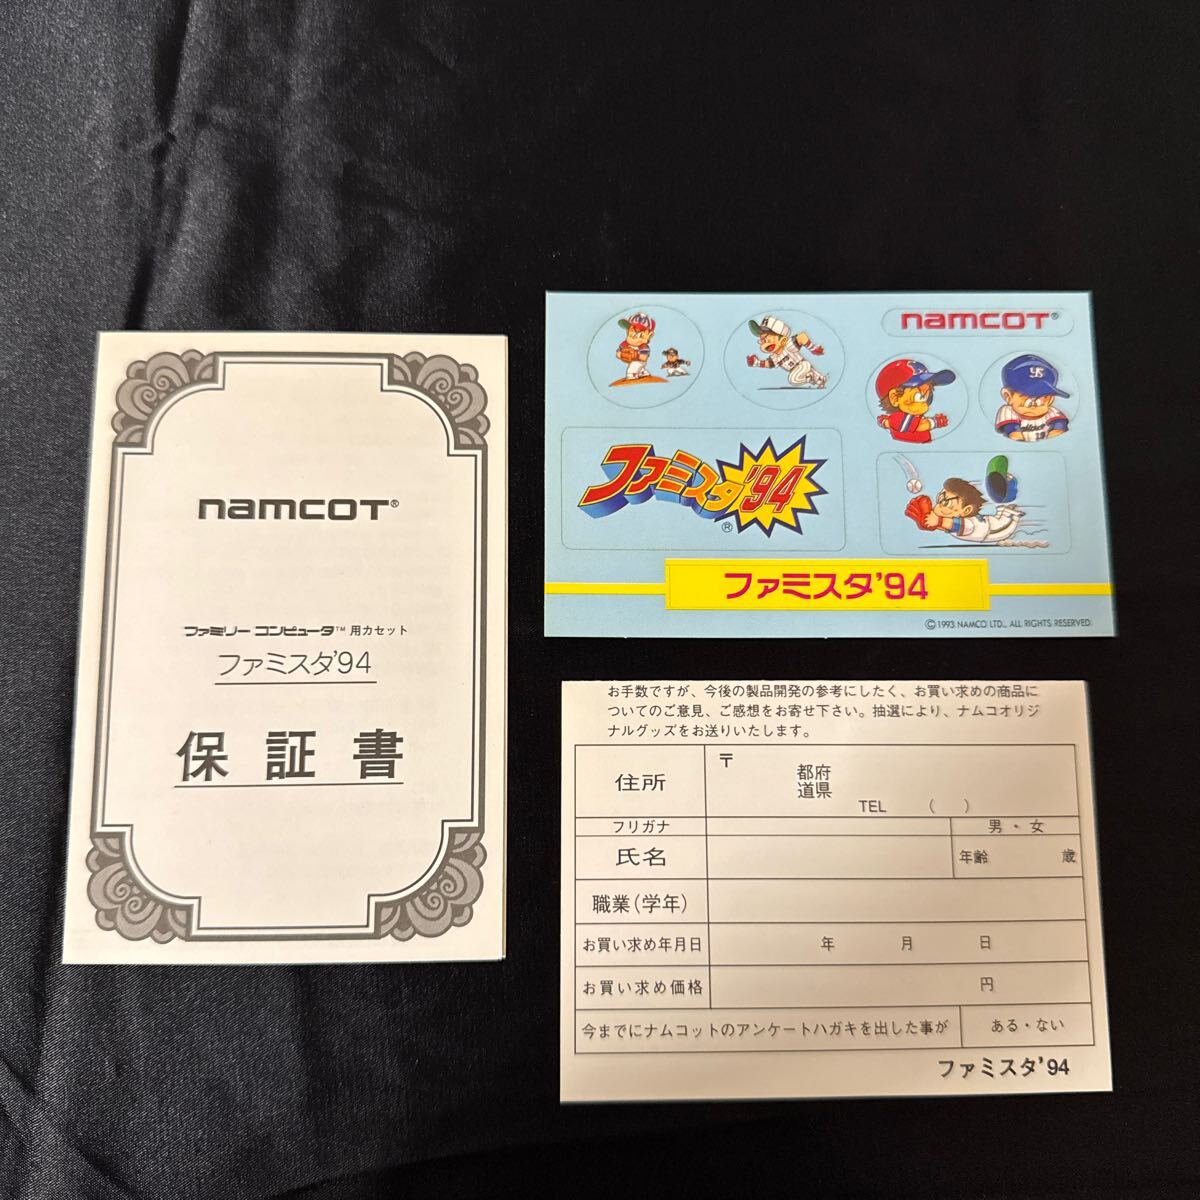 namcot®
ファミリーコンピュータ™用カセット
ファミスタ'94
保証書
namcot®
ファミスタ'94
®
ファミスタ'94
© 1993 NAMCO LTD., ALL RIGHTS RESERVED
お手数ですが、今後の製品開発の参考にしたく、お買い求めの商品に
ついてのご意見、ご感想をお寄せ下さい。抽選により、ナムコオリジ
ナルグッズをお送りいたします。
住所 〒 都府
道県
TEL ( )
フリガナ 男・女
氏名 年齢 歳
職業(学年)
お買い求め年月日 年 月 日
お買い求め価格 円
今までにナムコットのアンケートハガキを出した事が ある・ない
ファミスタ'94